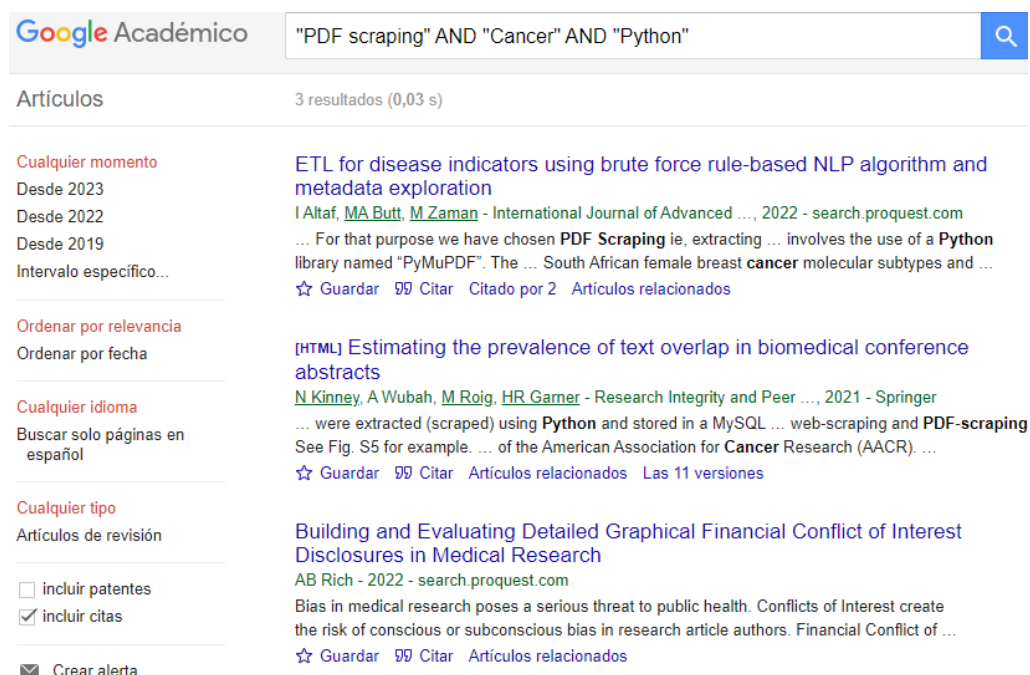 Google Académico
"PDF scraping" AND "Cancer" AND "Python"
Artículos
3 resultados (0,03 s)
Cualquier momento
Desde 2023
Desde 2022
Desde 2019
Intervalo específico...
Ordenar por relevancia
Ordenar por fecha
Cualquier idioma
Buscar solo páginas en
español
Cualquier tipo
Artículos de revisión
incluir patentes
incluir citas
Crear alerta
ETL for disease indicators using brute force rule-based NLP algorithm and
metadata exploration
I Altaf, MA Butt, M Zaman - International Journal of Advanced …, 2022 - search.proquest.com
… For that purpose we have chosen PDF Scraping ie, extracting … involves the use of a Python
library named “PyMuPDF”. The … South African female breast cancer molecular subtypes and …
Guardar Citar Citado por 2 Artículos relacionados
[HTML] Estimating the prevalence of text overlap in biomedical conference
abstracts
N Kinney, A Wubah, M Roig, HR Garner - Research Integrity and Peer …, 2021 - Springer
… were extracted (scraped) using Python and stored in a MySQL … web-scraping and PDF-scraping
See Fig. S5 for example. … of the American Association for Cancer Research (AACR). …
Guardar Citar Artículos relacionados Las 11 versiones
Building and Evaluating Detailed Graphical Financial Conflict of Interest
Disclosures in Medical Research
AB Rich - 2022 - search.proquest.com
Bias in medical research poses a serious threat to public health. Conflicts of Interest create
the risk of conscious or subconscious bias in research article authors. Financial Conflict of …
Guardar Citar Artículos relacionados